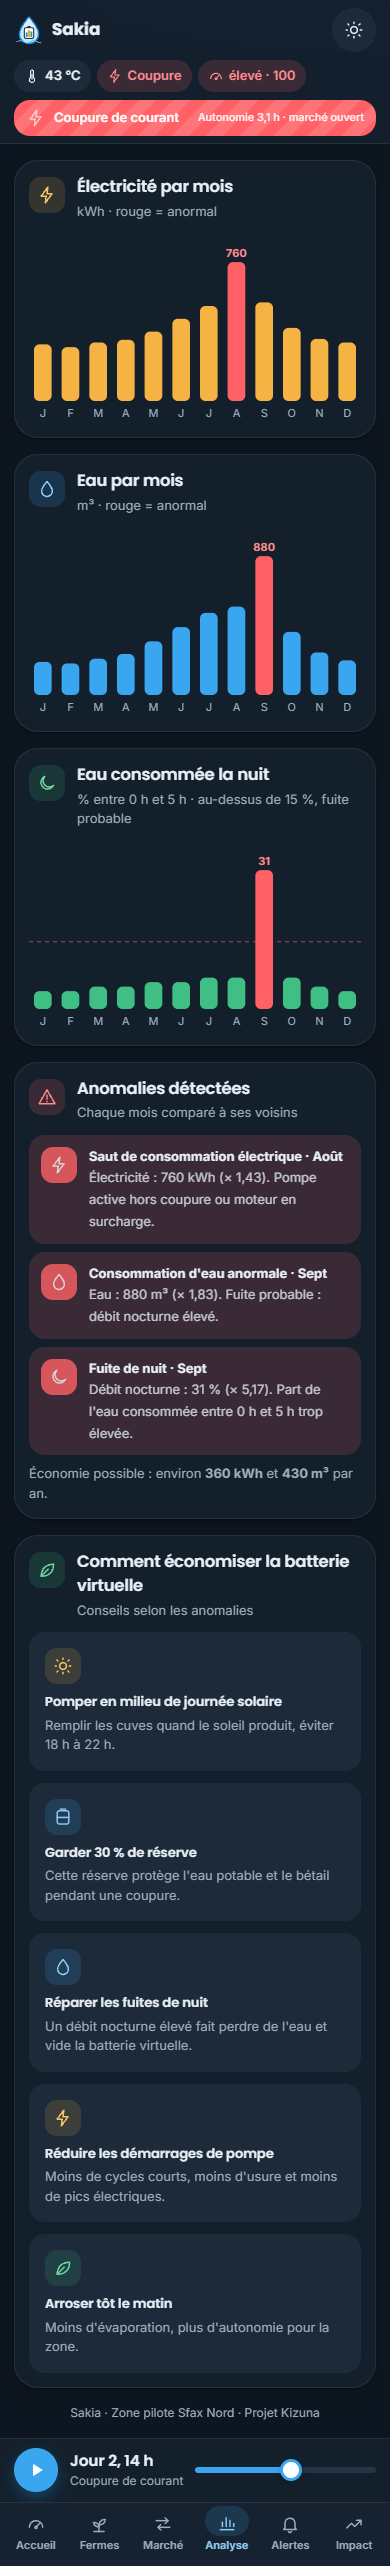 Sakia
43 °C
Coupure
élevé · 100
Coupure de courant
Autonomie 3,1 h · marché ouvert
Électricité par mois
kWh · rouge = anormal
760
J F M A M J J A S O N D
Eau par mois
m³ · rouge = anormal
880
J F M A M J J A S O N D
Eau consommée la nuit
% entre 0 h et 5 h · au-dessus de 15 %, fuite
probable
31
J F M A M J J A S O N D
Anomalies détectées
Chaque mois comparé à ses voisins
Saut de consommation électrique · Août
Électricité : 760 kWh (× 1,43). Pompe
active hors coupure ou moteur en
surcharge.
Consommation d'eau anormale · Sept
Eau : 880 m³ (× 1,83). Fuite probable :
débit nocturne élevé.
Fuite de nuit · Sept
Débit nocturne : 31 % (× 5,17). Part de
l'eau consommée entre 0 h et 5 h trop
élevée.
Économie possible : environ 360 kWh et 430 m³ par
an.
Comment économiser la batterie
virtuelle
Conseils selon les anomalies
Pomper en milieu de journée solaire
Remplir les cuves quand le soleil produit, éviter
18 h à 22 h.
Garder 30 % de réserve
Cette réserve protège l'eau potable et le bétail
pendant une coupure.
Réparer les fuites de nuit
Un débit nocturne élevé fait perdre de l'eau et
vide la batterie virtuelle.
Réduire les démarrages de pompe
Moins de cycles courts, moins d'usure et moins
de pics électriques.
Arroser tôt le matin
Moins d'évaporation, plus d'autonomie pour la
zone.
Sakia · Zone pilote Sfax Nord · Projet Kizuna
Jour 2, 14 h
Coupure de courant
Accueil
Fermes
Marché
Analyse
Alertes
Impact